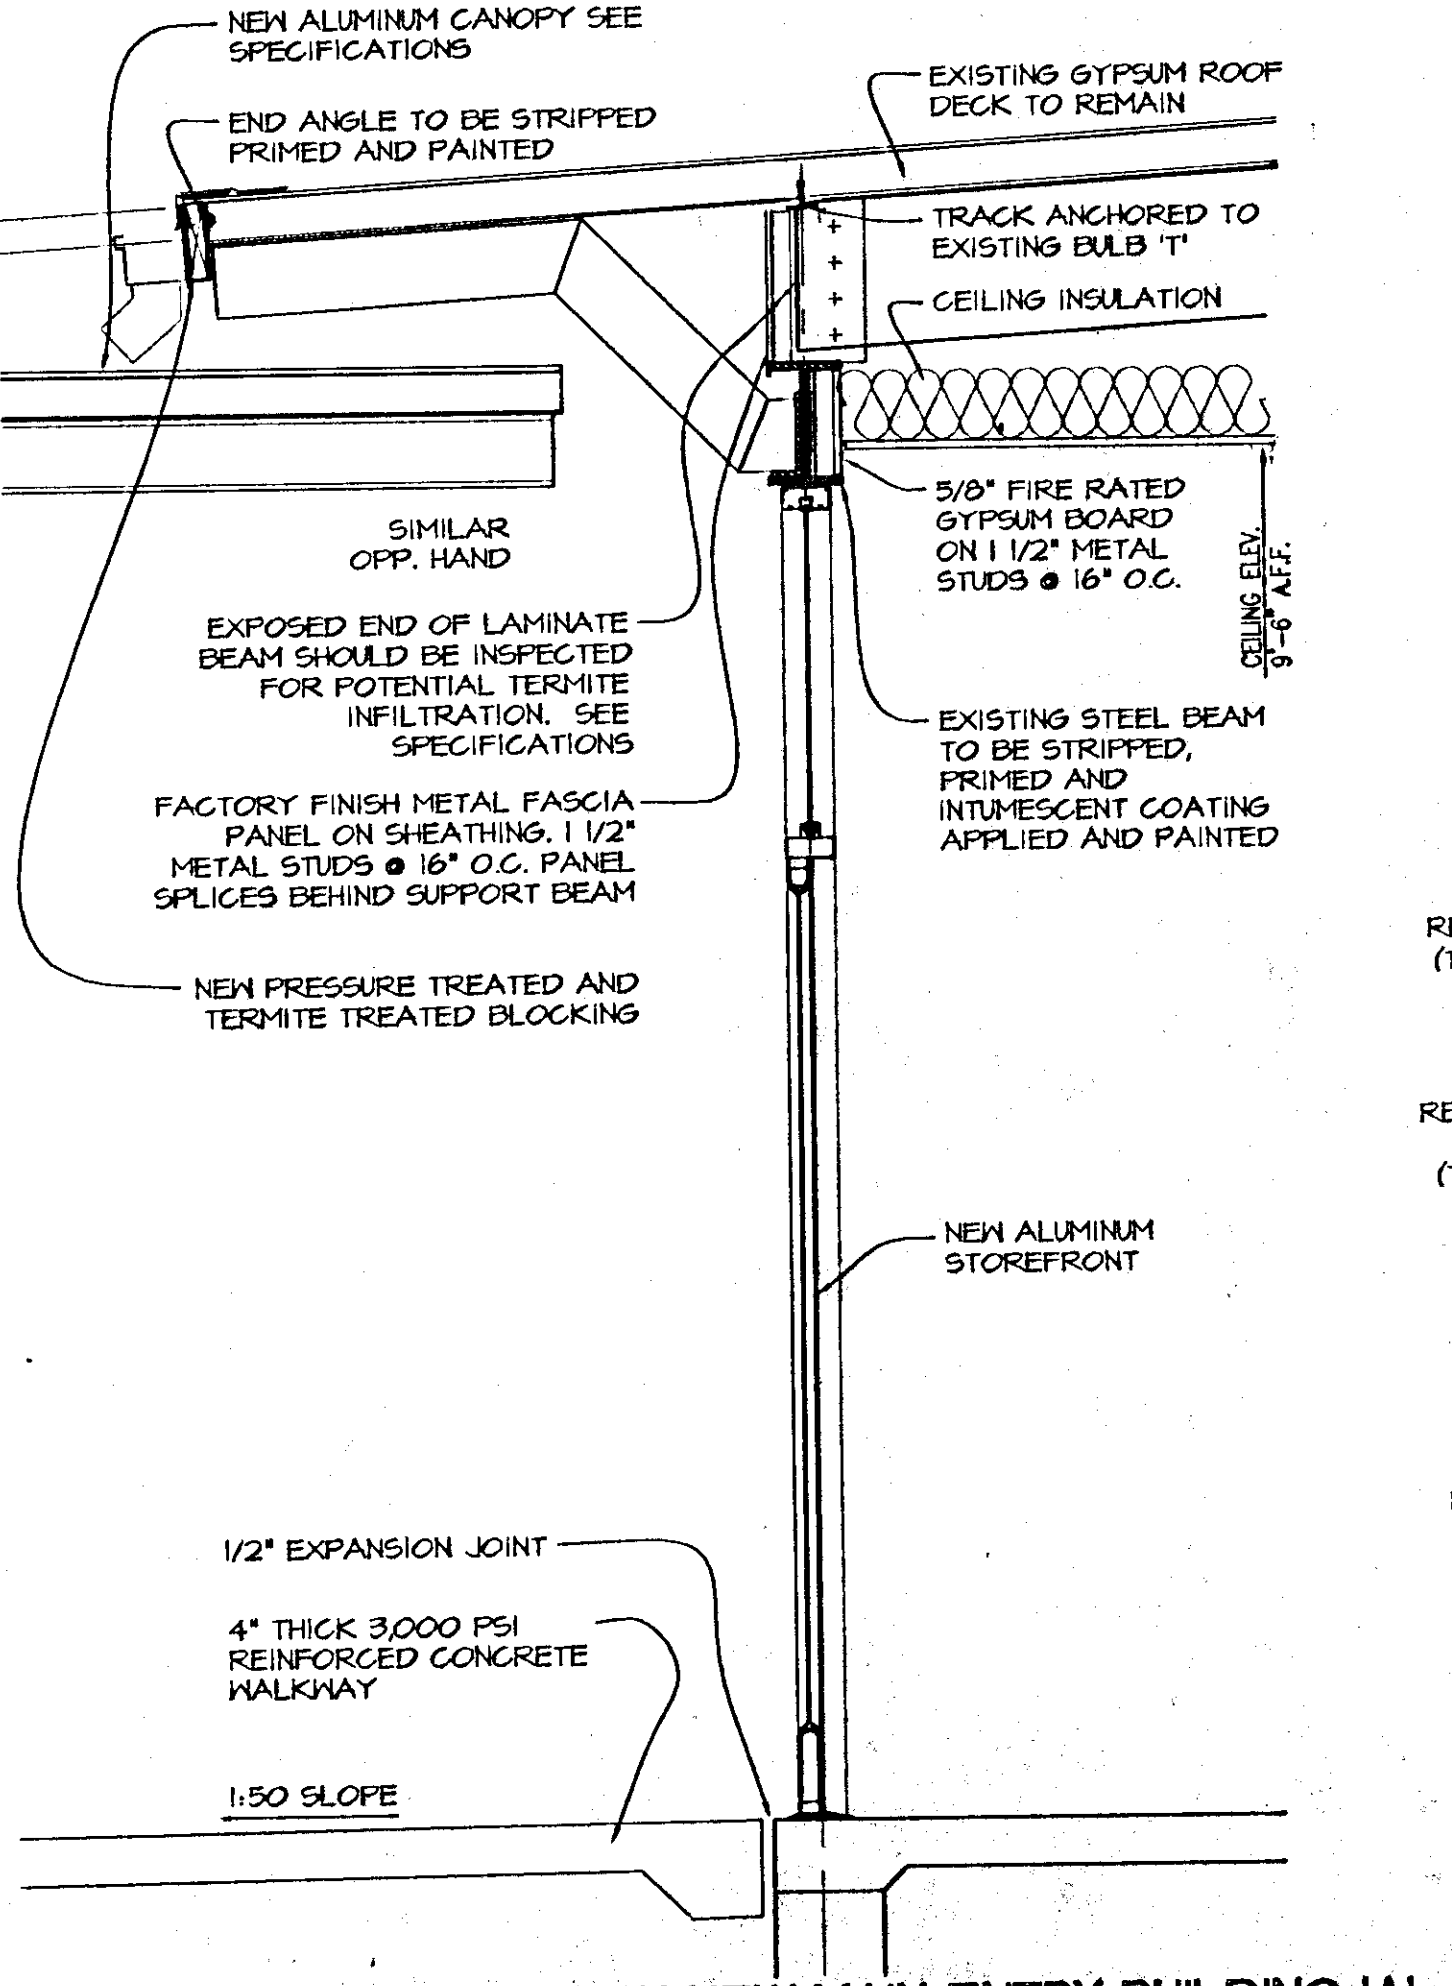 NEW ALUMINUM CANOPY SEE
SPECIFICATIONS
END ANGLE TO BE STRIPPED
PRIMED AND PAINTED
EXISTING GYPSUM ROOF
DECK TO REMAIN
TRACK ANCHORED TO
EXISTING BULB 'T'
CEILING INSULATION
SIMILAR
OPP. HAND
5/8" FIRE RATED
GYPSUM BOARD
ON 1 1/2" METAL
STUDS @ 16" O.C.
CEILING ELEV.
9'-6" A.F.F.
EXPOSED END OF LAMINATE
BEAM SHOULD BE INSPECTED
FOR POTENTIAL TERMITE
INFILTRATION. SEE
SPECIFICATIONS
EXISTING STEEL BEAM
TO BE STRIPPED,
PRIMED AND
INTUMESCENT COATING
APPLIED AND PAINTED
FACTORY FINISH METAL FASCIA
PANEL ON SHEATHING. 1 1/2"
METAL STUDS @ 16" O.C. PANEL
SPLICES BEHIND SUPPORT BEAM
NEW PRESSURE TREATED AND
TERMITE TREATED BLOCKING
NEW ALUMINUM
STOREFRONT
1/2" EXPANSION JOINT
4" THICK 3,000 PSI
REINFORCED CONCRETE
WALKWAY
1:50 SLOPE